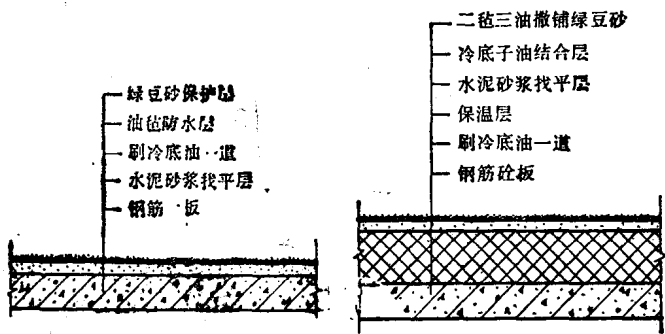 绿豆砂保护层
油毡防水层
刷冷底油一道
水泥砂浆找平层
钢筋 板
二毡三油撒铺绿豆砂
冷底子油结合层
水泥砂浆找平层
保温层
刷冷底油一道
钢筋砼板